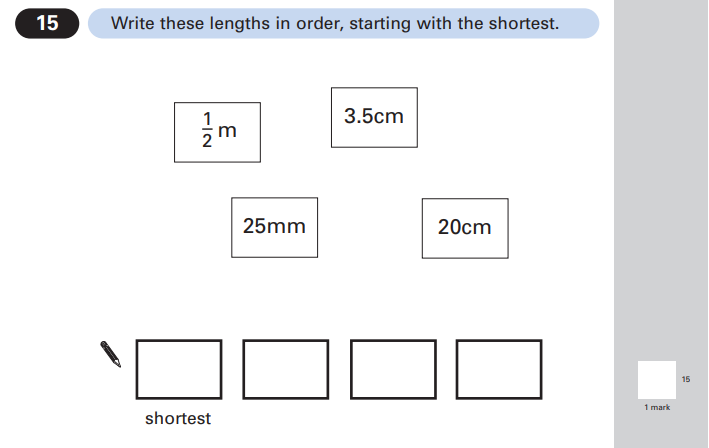 15
Write these lengths in order, starting with the shortest.
1/2 m
3.5cm
25mm
20cm
shortest
15
1 mark